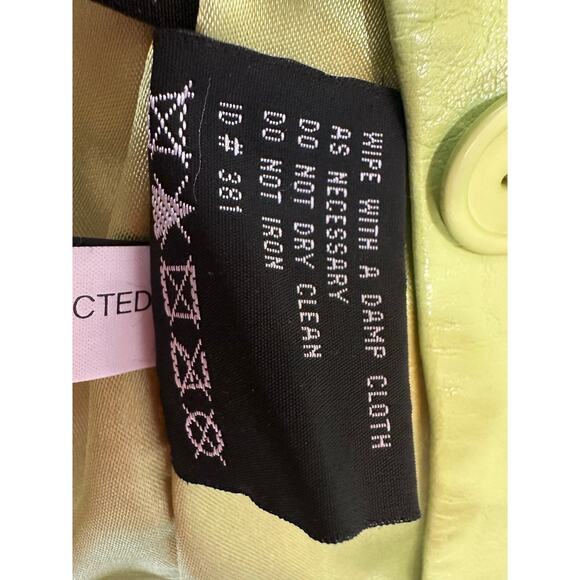 WIPE WITH A DAMP CLOTH
AS NECESSARY
DO NOT DRY CLEAN
DO NOT IRON
ID# 381
CTED